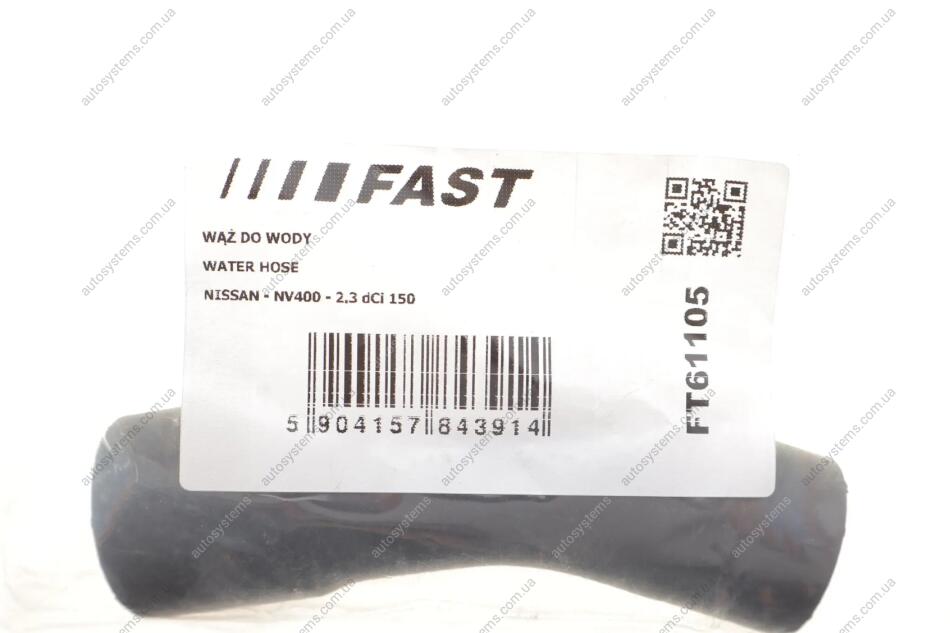 FAST
WĄŻ DO WODY
WATER HOSE
NISSAN - NV400 - 2.3 dCi 150
5 904157 843914
FT61105
autosystems.com.ua